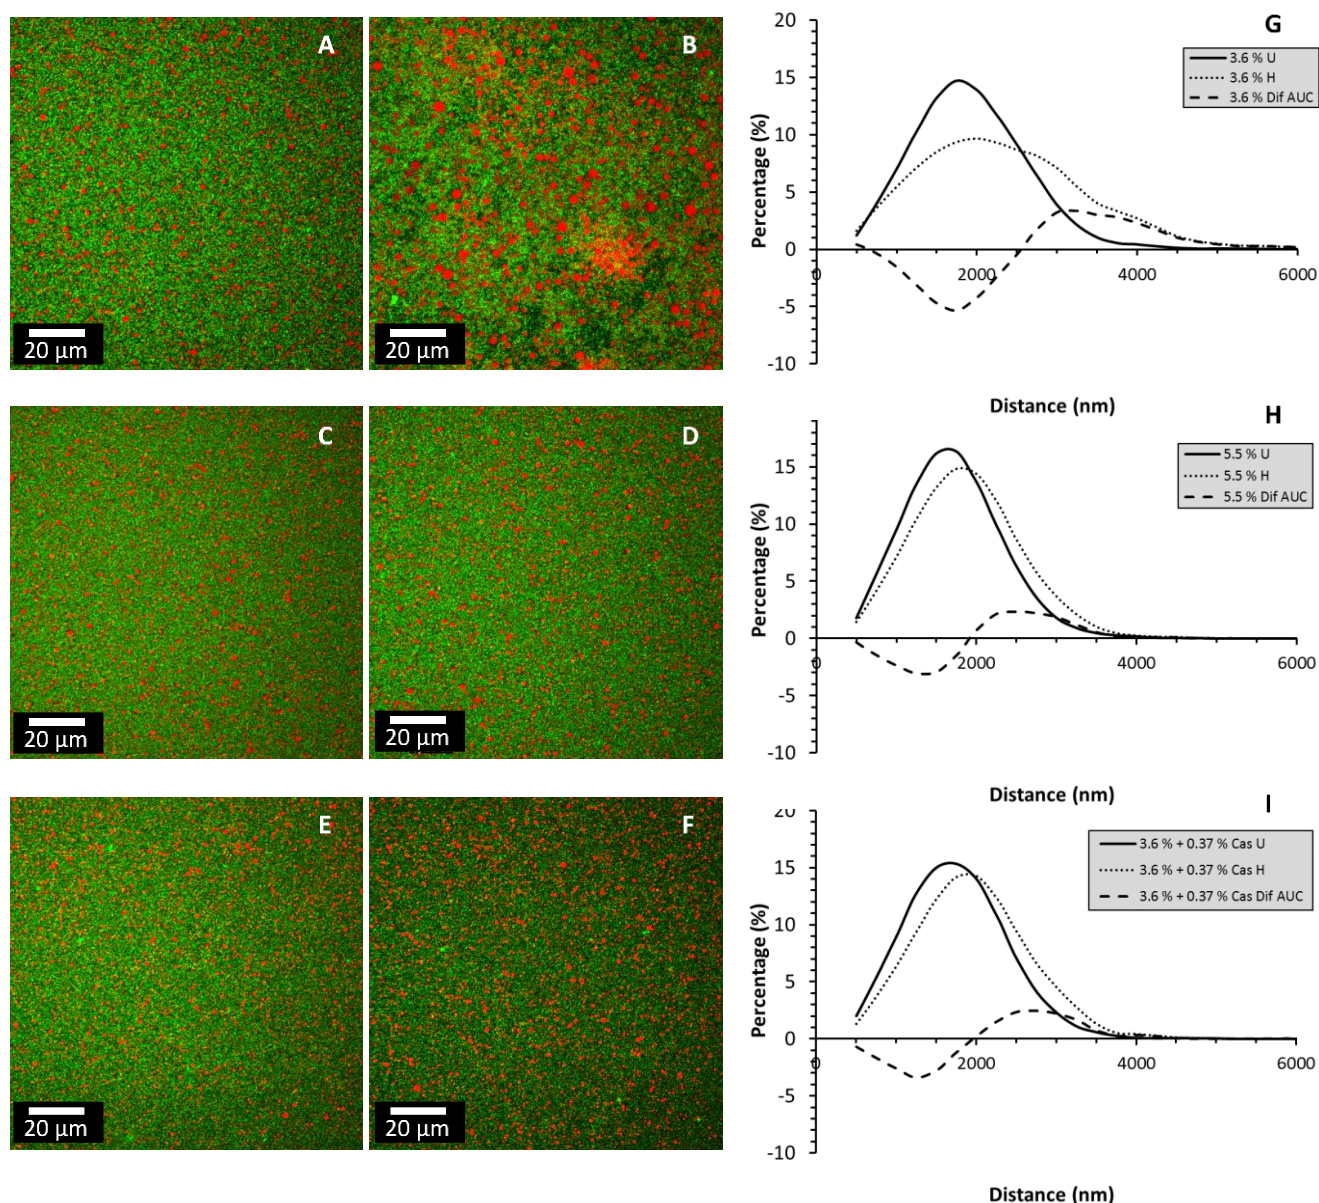 A
B
20 µm
20 µm
G
3.6 % U
3.6 % H
3.6 % Dif AUC
Percentage (%)
20
15
10
5
0
-5
-10
0
2000
4000
6000
Distance (nm)
C
D
20 µm
20 µm
H
5.5 % U
5.5 % H
5.5 % Dif AUC
Percentage (%)
15
10
5
0
-5
-10
0
2000
4000
6000
Distance (nm)
E
F
20 µm
20 µm
I
3.6 % + 0.37 % Cas U
3.6 % + 0.37 % Cas H
3.6 % + 0.37 % Cas Dif AUC
Percentage (%)
20
15
10
5
0
-5
-10
0
2000
4000
6000
Distance (nm)